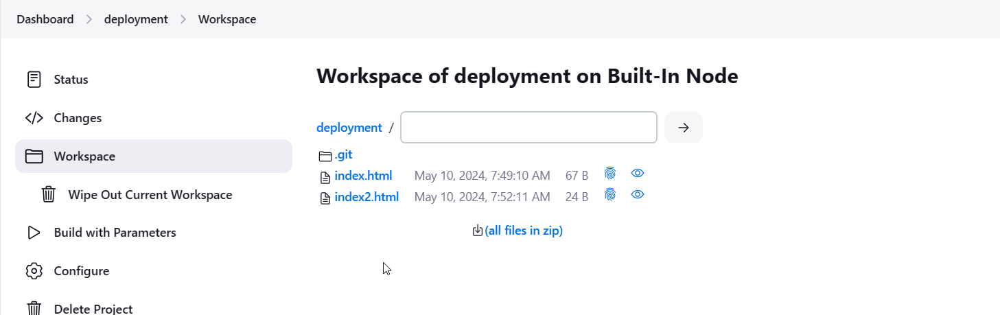 Dashboard > deployment > Workspace
Status
Changes
Workspace
Wipe Out Current Workspace
Build with Parameters
Configure
Delete Project
Workspace of deployment on Built-In Node
deployment /
.git
index.html May 10, 2024, 7:49:10 AM 67 B
index2.html May 10, 2024, 7:52:11 AM 24 B
(all files in zip)